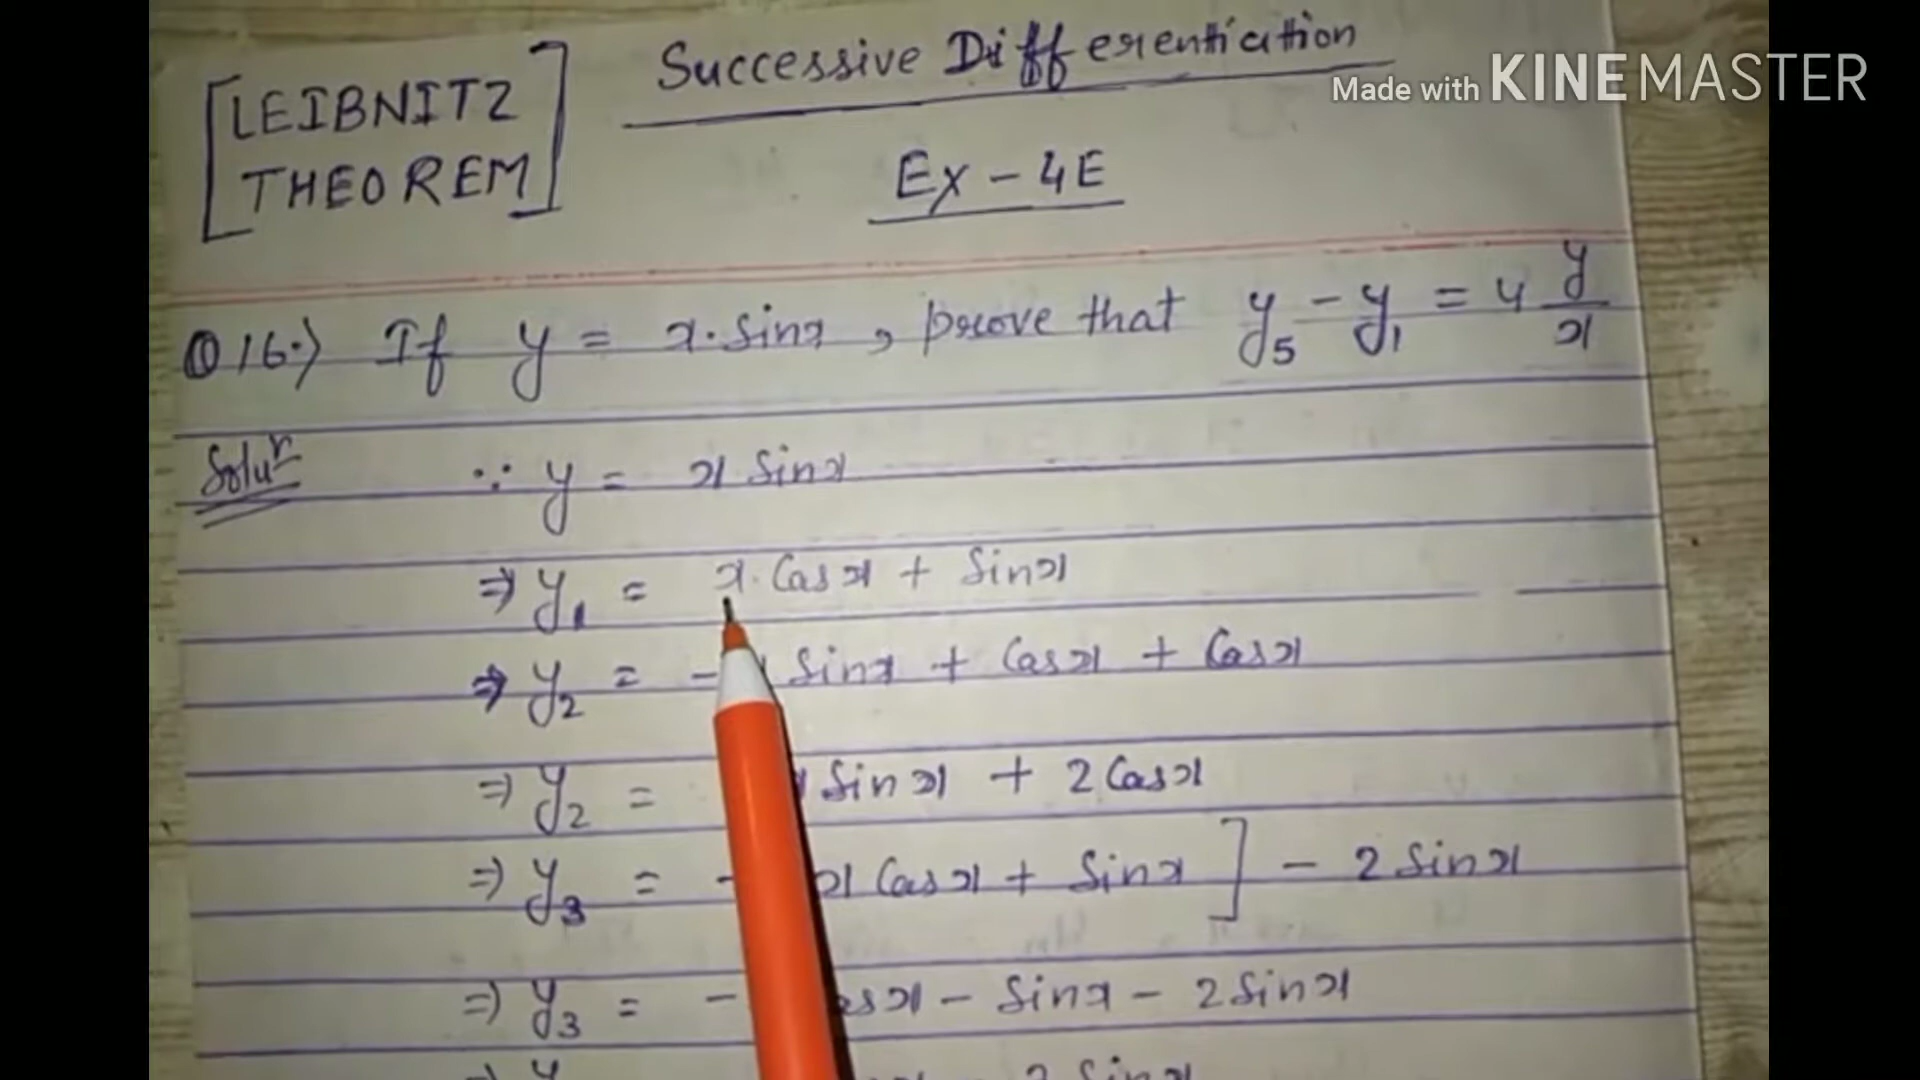 [LEIBNITZ THEOREM]
Successive Differentiation
Made with KINEMASTER
Ex - 4E
Q16.) If y = x.sinx, prove that y₅ - y₁ = 4 y/x
Soluⁿ ∵ y = x Sinx
⇒ y₁ = x.Cosx + Sinx
⇒ y₂ = - Sinx + Cosx + Cosx
⇒ y₂ = Sinx + 2Cosx
⇒ y₃ = - x Cosx + Sinx ] - 2 Sinx
⇒ y₃ = - osx - Sinx - 2Sinx